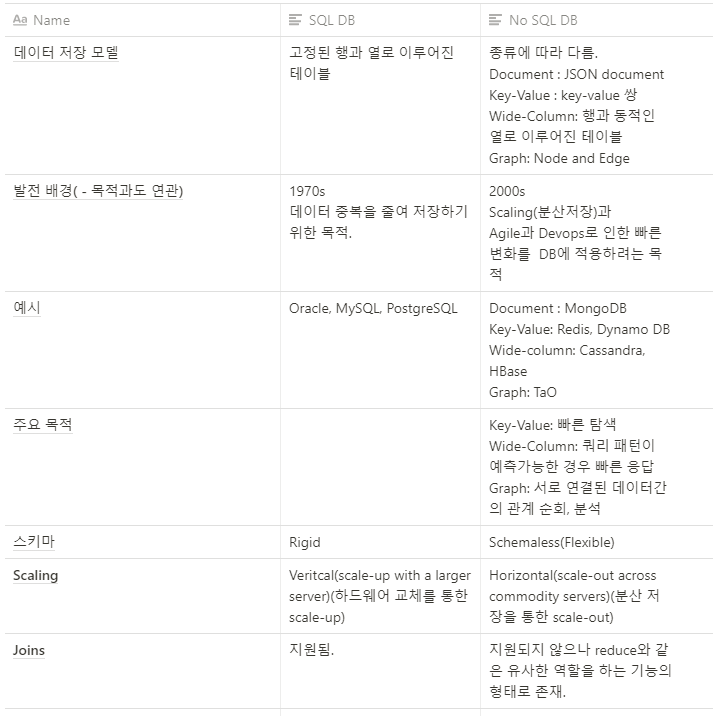 Aa Name
SQL DB
No SQL DB
데이터 저장 모델
고정된 행과 열로 이루어진
테이블
종류에 따라 다름.
Document : JSON document
Key-Value : key-value 쌍
Wide-Column: 행과 동적인
열로 이루어진 테이블
Graph: Node and Edge
발전 배경( - 목적과도 연관)
1970s
데이터 중복을 줄여 저장하기
위한 목적.
2000s
Scaling(분산저장)과
Agile과 Devops로 인한 빠른
변화를 DB에 적용하려는 목
적
예시
Oracle, MySQL, PostgreSQL
Document : MongoDB
Key-Value: Redis, Dynamo DB
Wide-column: Cassandra,
HBase
Graph: TaO
주요 목적
Key-Value: 빠른 탐색
Wide-Column: 쿼리 패턴이
예측가능한 경우 빠른 응답
Graph: 서로 연결된 데이터간
의 관계 순회, 분석
스키마
Rigid
Schemaless(Flexible)
Scaling
Veritcal(scale-up with a larger
server)(하드웨어 교체를 통한
scale-up)
Horizontal(scale-out across
commodity servers)(분산 저
장을 통한 scale-out)
Joins
지원됨.
지원되지 않으나 reduce와 같
은 유사한 역할을 하는 기능의
형태로 존재.